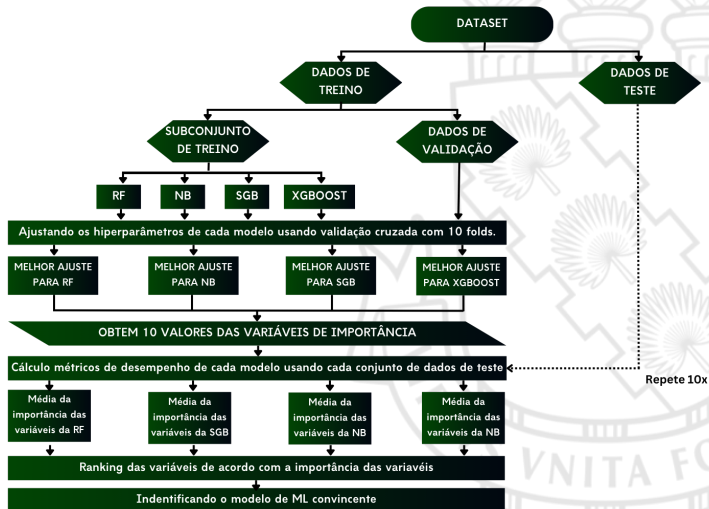 DATASET
DADOS DE
TREINO
DADOS DE
TESTE
SUBCONJUNTO
DE TREINO
DADOS DE
VALIDAÇÃO
RF
NB
SGB
XGBOOST
Ajustando os hiperparâmetros de cada modelo usando validação cruzada com 10 folds.
MELHOR AJUSTE
PARA RF
MELHOR AJUSTE
PARA NB
MELHOR AJUSTE
PARA SGB
MELHOR AJUSTE
PARA XGBOOST
OBTEM 10 VALORES DAS VARIÁVEIS DE IMPORTÂNCIA
Cálculo métricos de desempenho de cada modelo usando cada conjunto de dados de teste
Repete 10x
Média da
importância das
variáveis da RF
Média da
importância das
variáveis da SGB
Média da
importância das
variáveis da NB
Média da
importância das
variáveis da NB
Ranking das variáveis de acordo com a importância das variavéis
Indentificando o modelo de ML convincente
VNITA FO